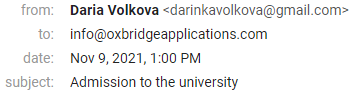 from: Daria Volkova <darinkavolkova@gmail.com>
to: info@oxbridgeapplications.com
date: Nov 9, 2021, 1:00 PM
subject: Admission to the university